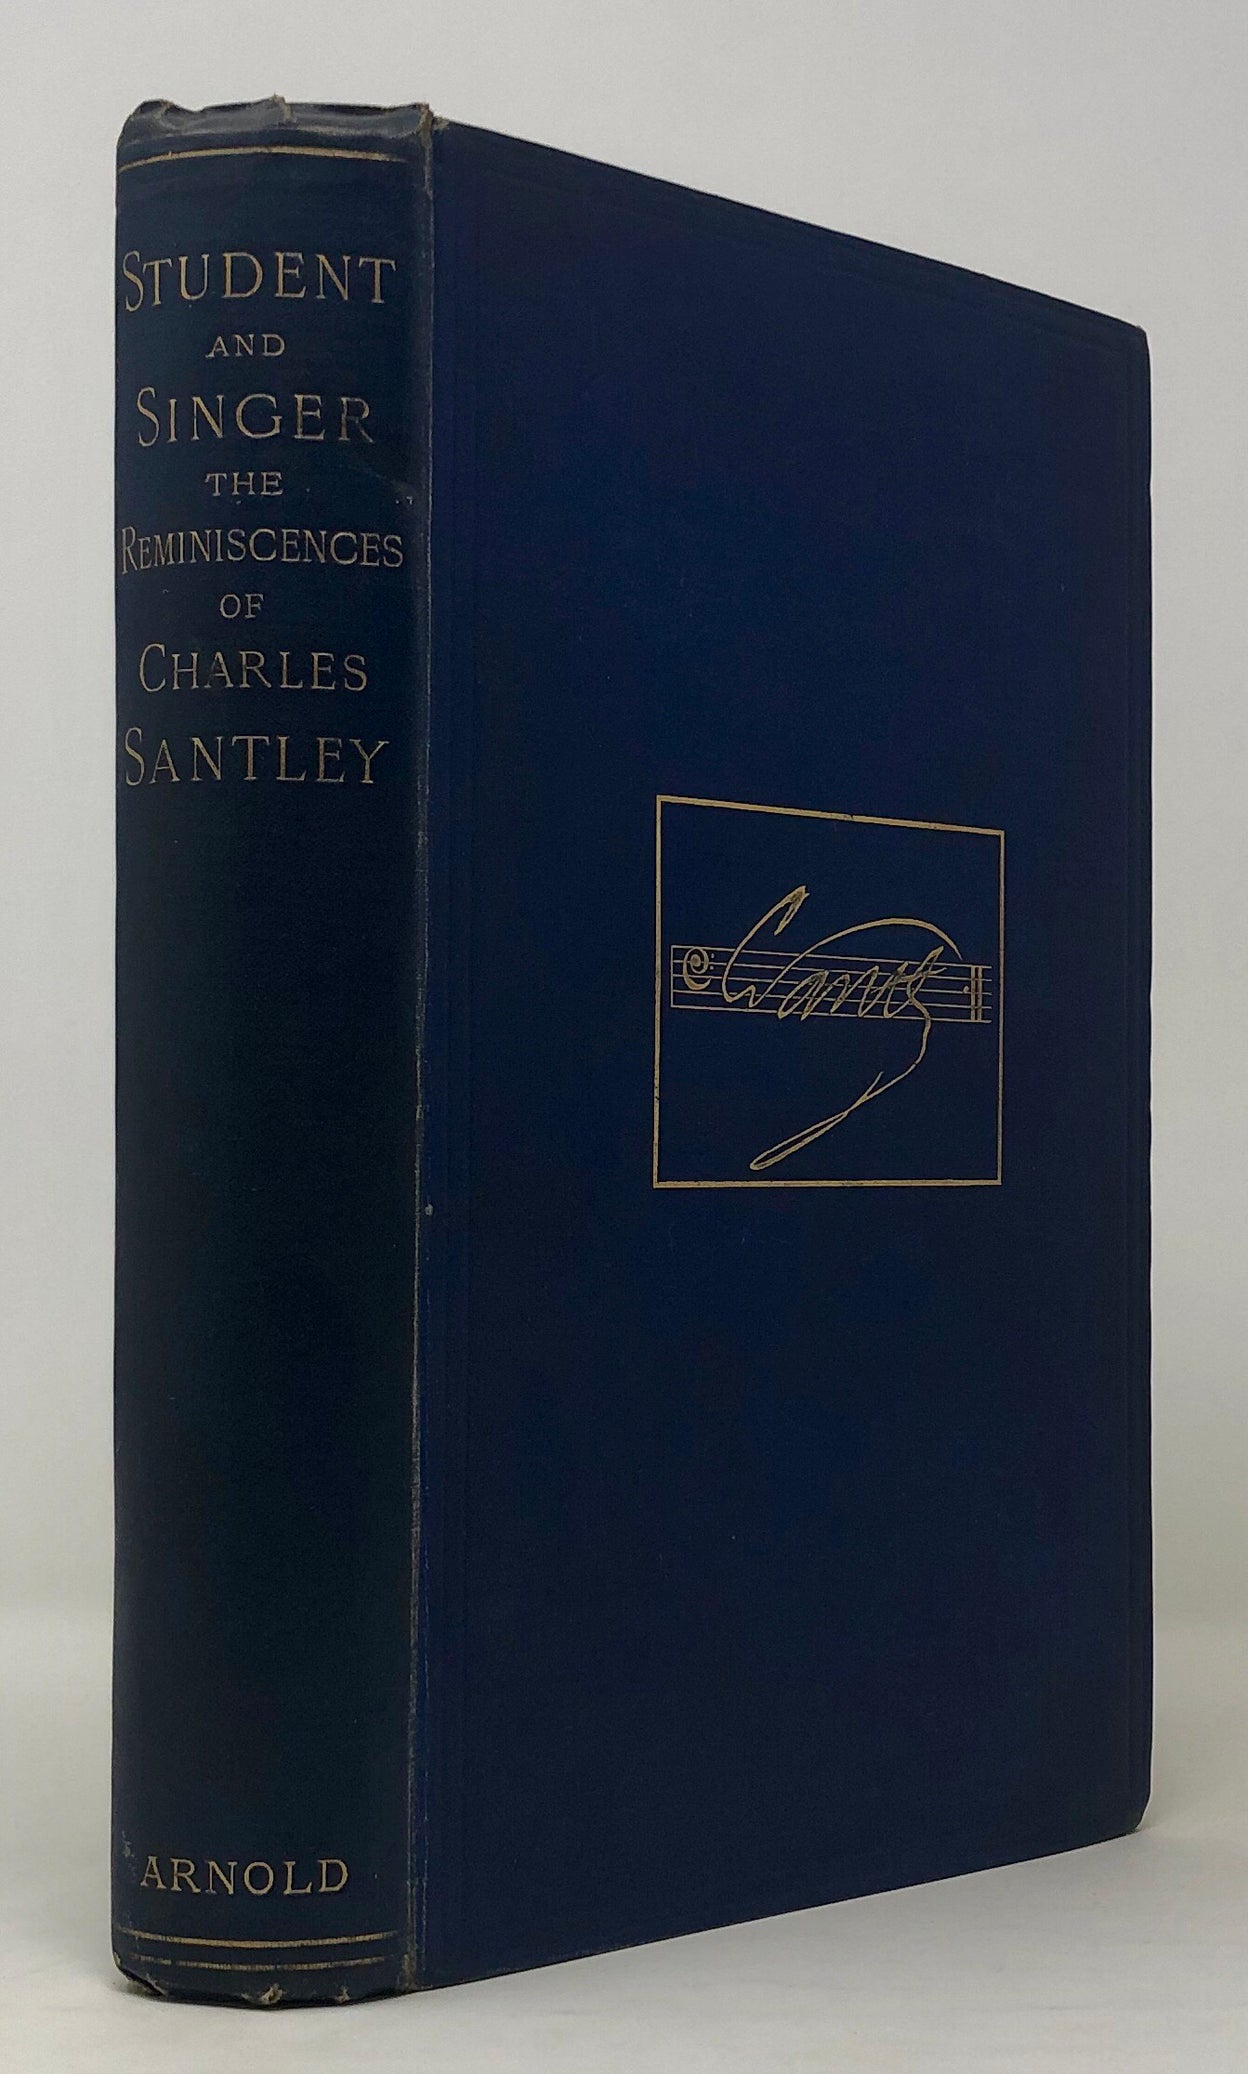 STUDENT
AND
SINGER
THE
REMINISCENCES
OF
CHARLES
SANTLEY
ARNOLD